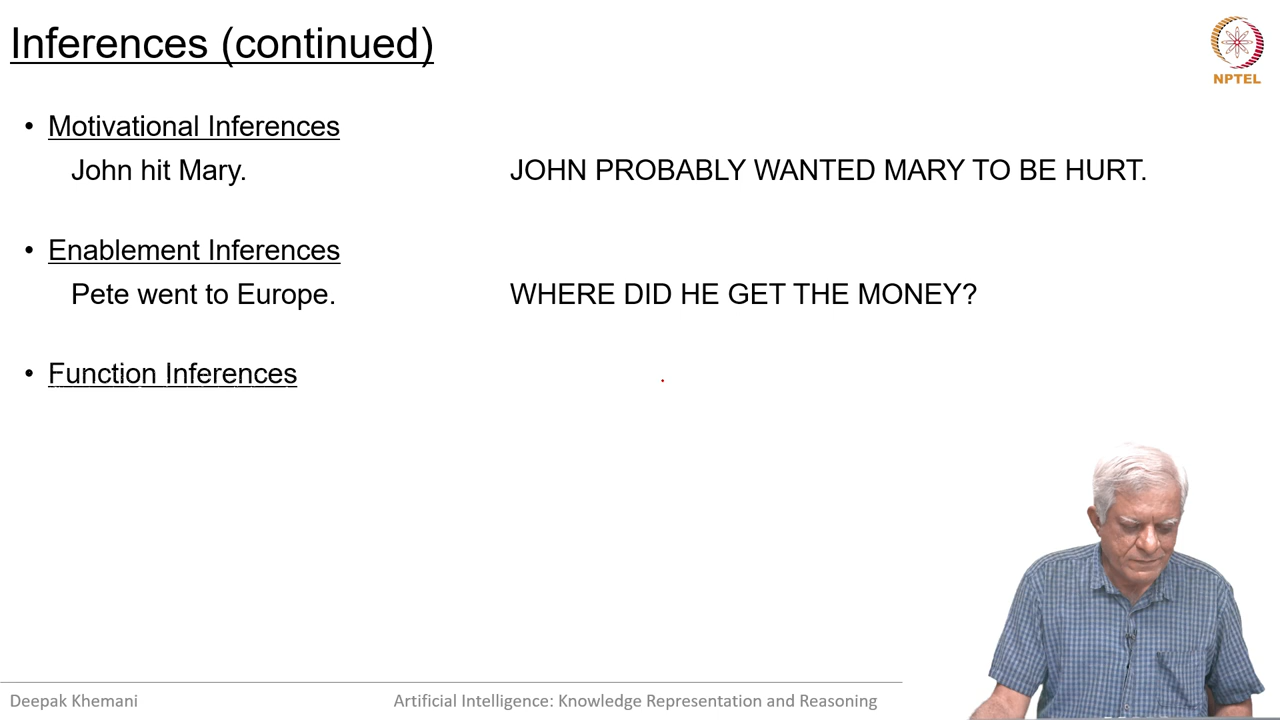 Inferences (continued)
NPTEL
• Motivational Inferences
John hit Mary. JOHN PROBABLY WANTED MARY TO BE HURT.
• Enablement Inferences
Pete went to Europe. WHERE DID HE GET THE MONEY?
• Function Inferences
Deepak Khemani Artificial Intelligence: Knowledge Representation and Reasoning